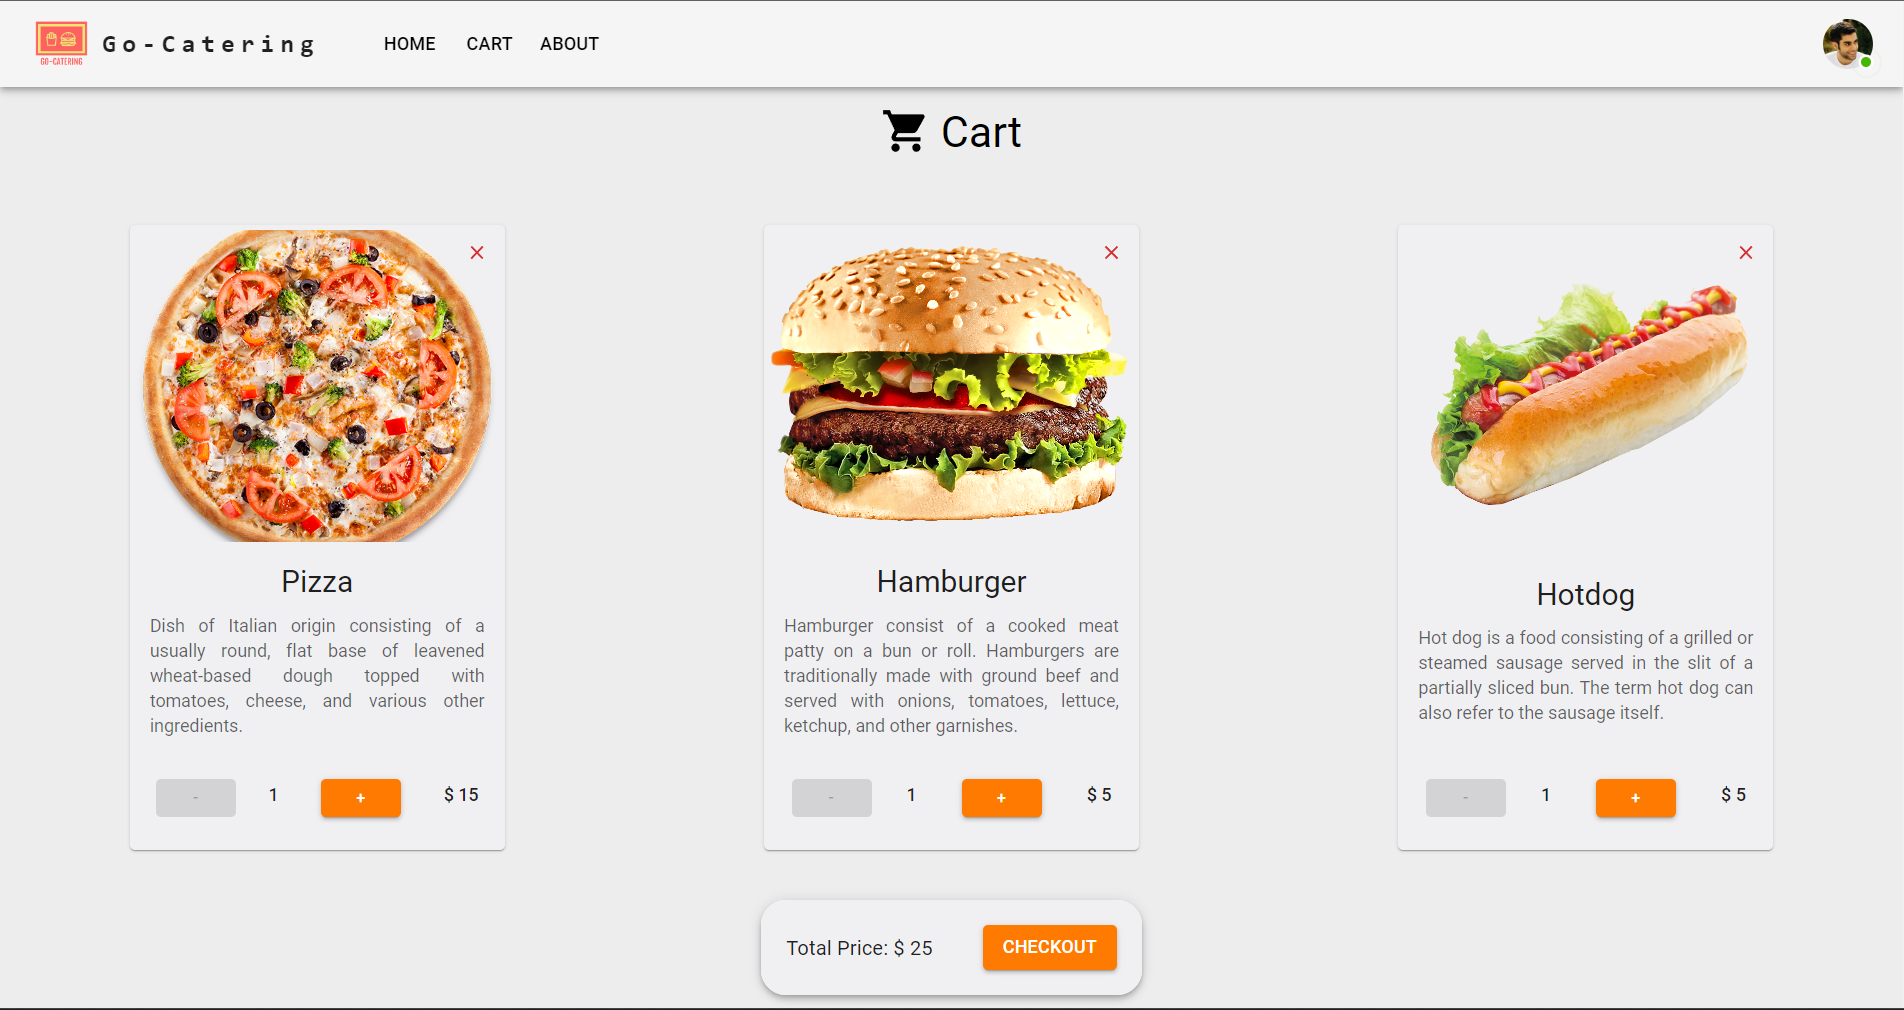 GO-CATERING
Go-Catering
HOME CART ABOUT
Cart
Pizza
Dish of Italian origin consisting of a
usually round, flat base of leavened
wheat-based dough topped with
tomatoes, cheese, and various other
ingredients.
- 1 + $ 15
Hamburger
Hamburger consist of a cooked meat
patty on a bun or roll. Hamburgers are
traditionally made with ground beef and
served with onions, tomatoes, lettuce,
ketchup, and other garnishes.
- 1 + $ 5
Hotdog
Hot dog is a food consisting of a grilled or
steamed sausage served in the slit of a
partially sliced bun. The term hot dog can
also refer to the sausage itself.
- 1 + $ 5
Total Price: $ 25
CHECKOUT